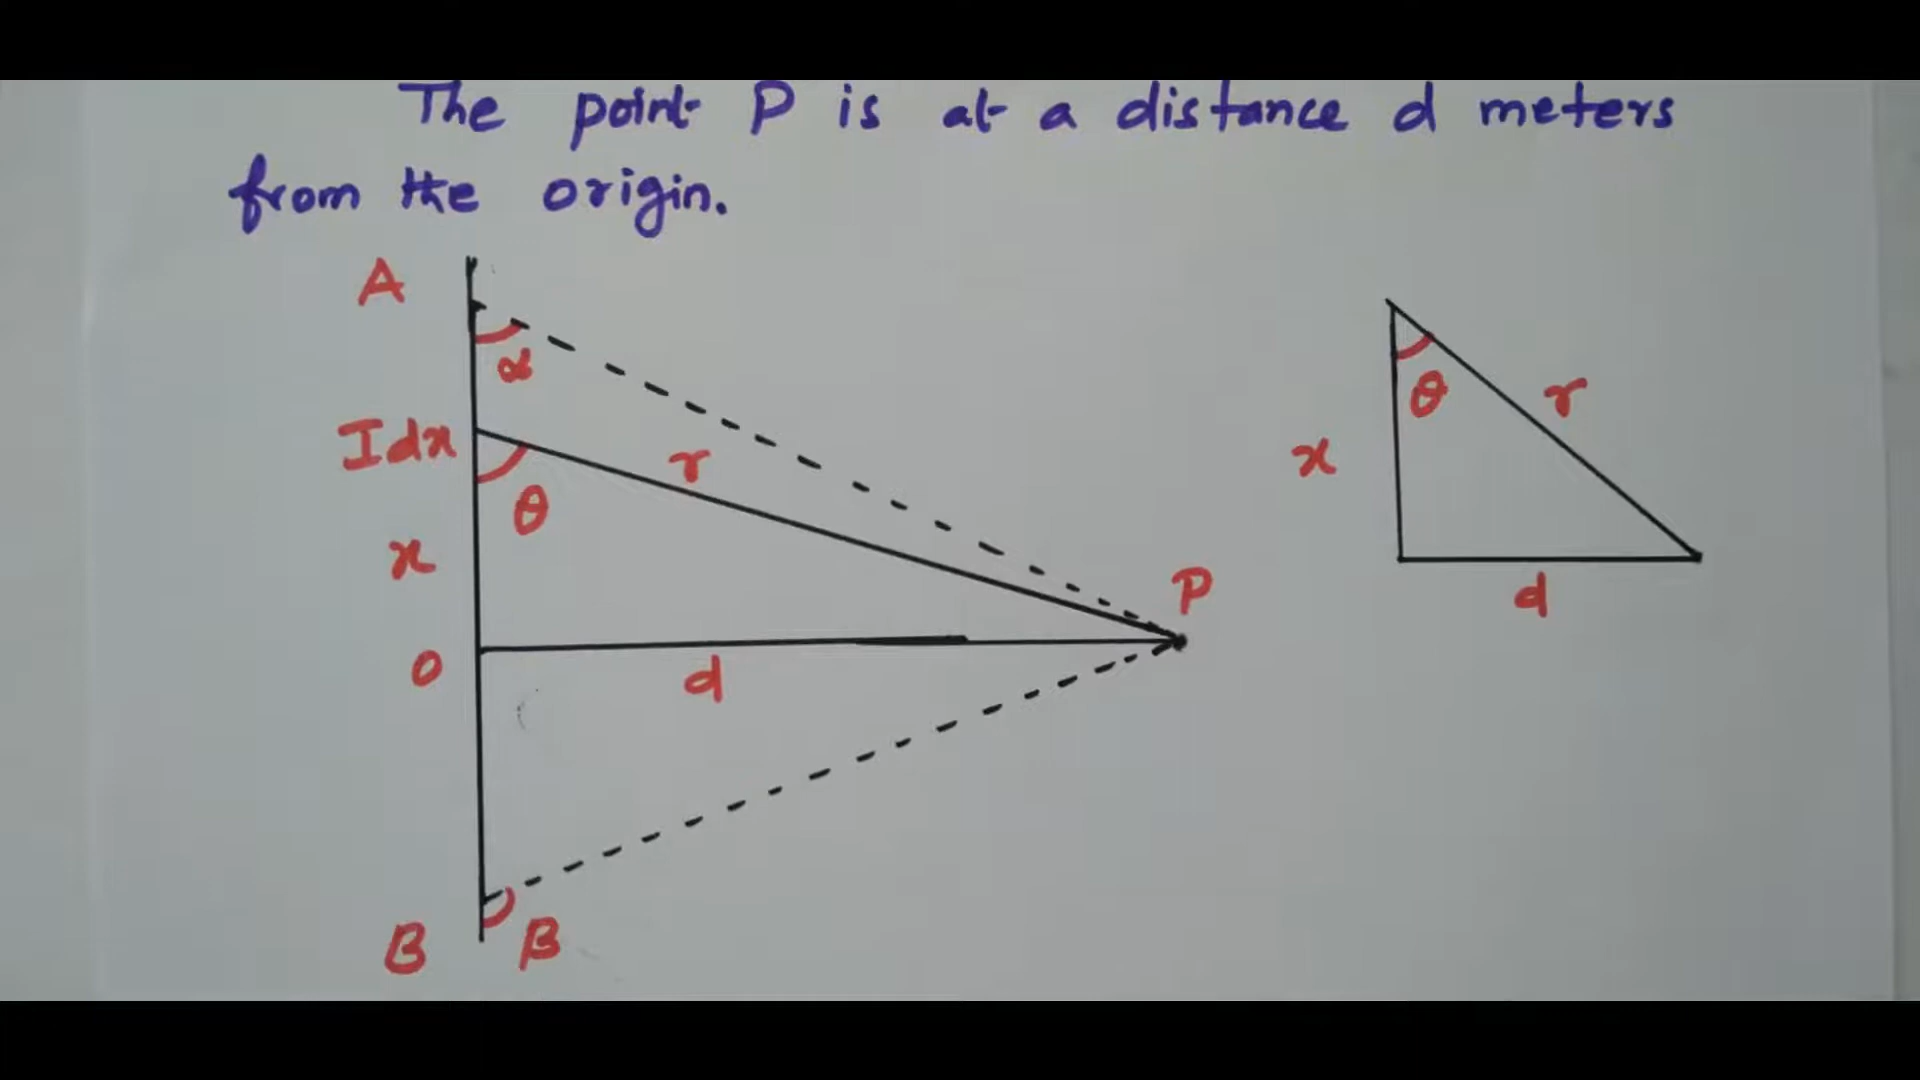 The point P is at a distance d meters
from the origin.
A
α
θ
r
Idx
r
x
θ
x
P
d
O
d
B
β